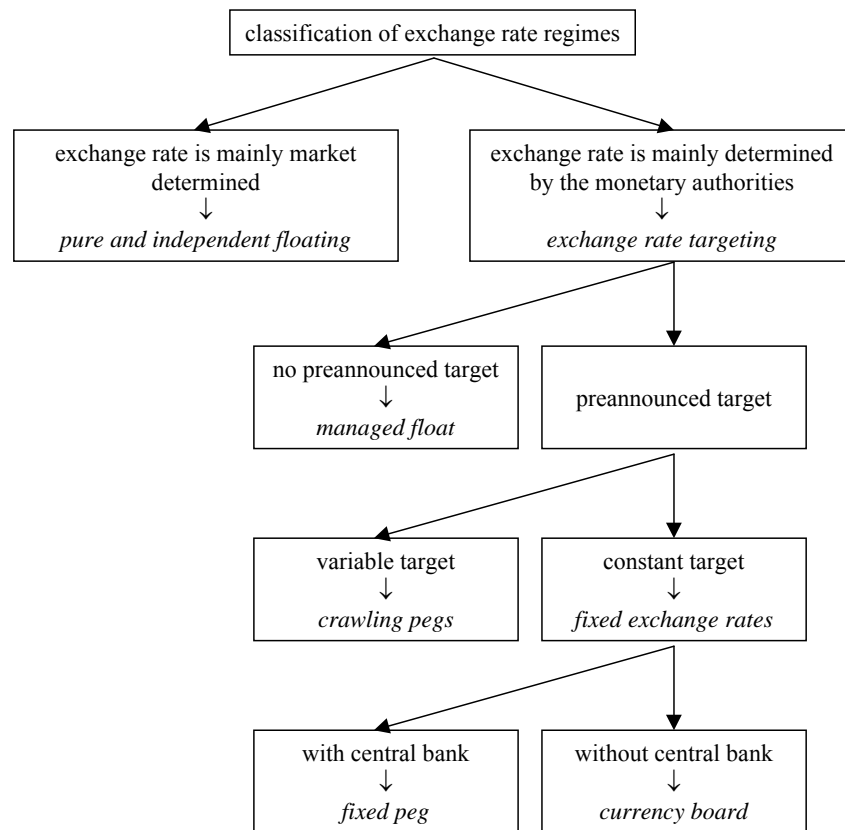 classification of exchange rate regimes
exchange rate is mainly market
determined
↓
pure and independent floating
exchange rate is mainly determined
by the monetary authorities
↓
exchange rate targeting
no preannounced target
↓
managed float
preannounced target
variable target
↓
crawling pegs
constant target
↓
fixed exchange rates
with central bank
↓
fixed peg
without central bank
↓
currency board